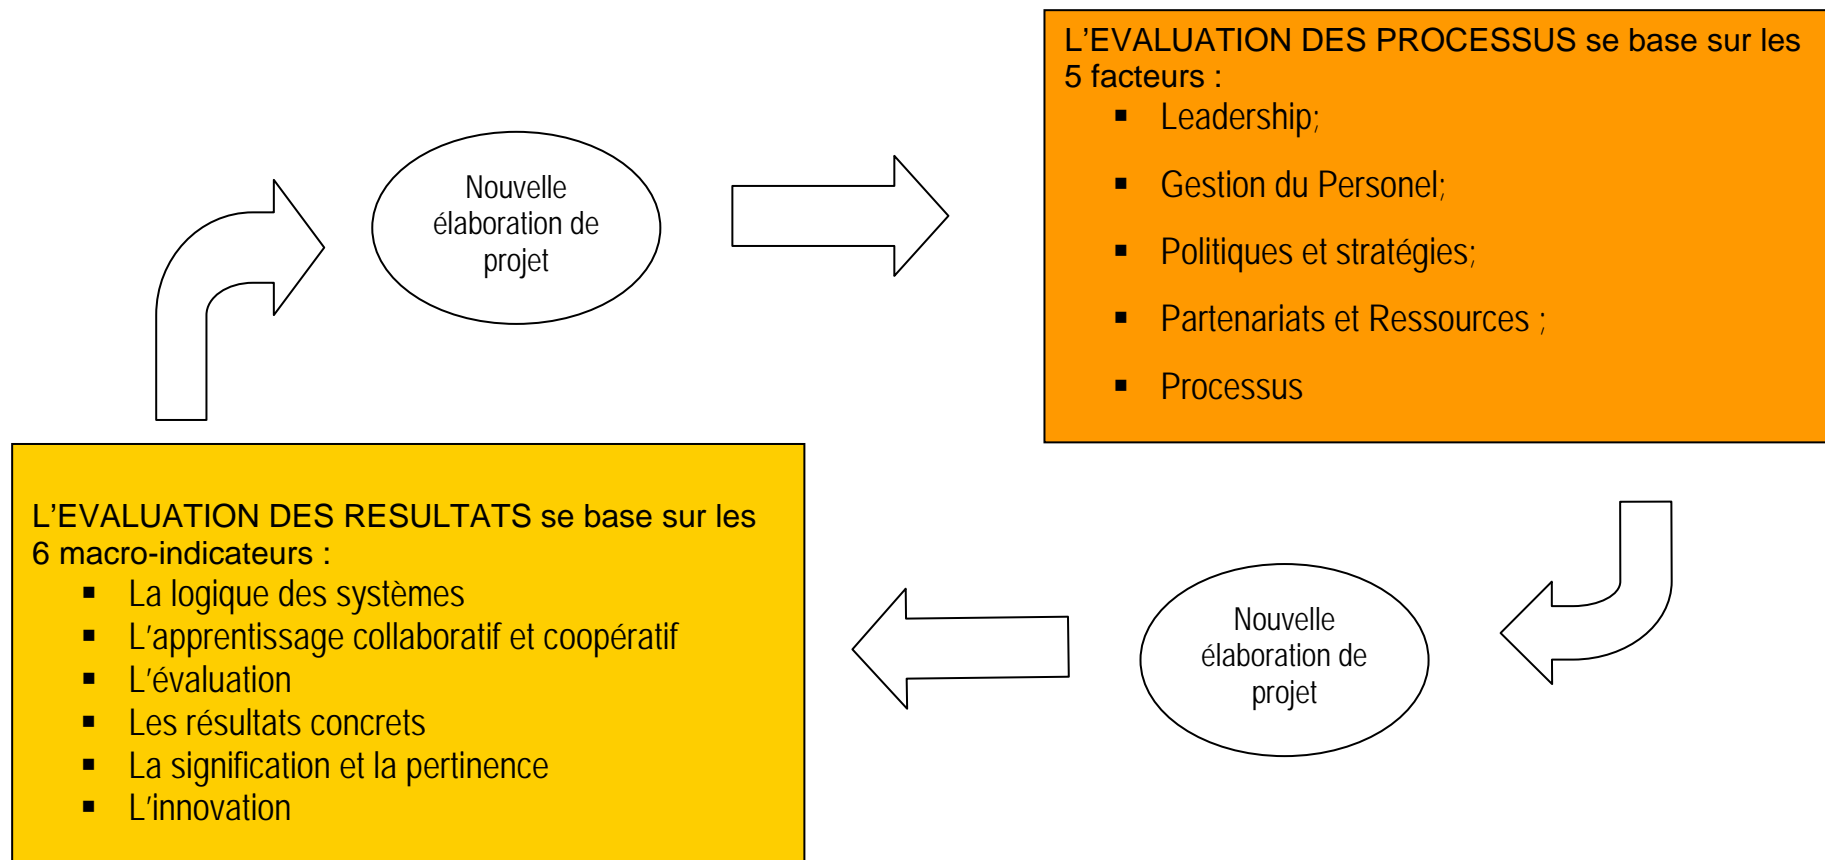 L’EVALUATION DES PROCESSUS se base sur les
5 facteurs :
▪ Leadership;
▪ Gestion du Personel;
▪ Politiques et stratégies;
▪ Partenariats et Ressources ;
▪ Processus
Nouvelle
élaboration de
projet
L’EVALUATION DES RESULTATS se base sur les
6 macro-indicateurs :
▪ La logique des systèmes
▪ L’apprentissage collaboratif et coopératif
▪ L’évaluation
▪ Les résultats concrets
▪ La signification et la pertinence
▪ L’innovation
Nouvelle
élaboration de
projet